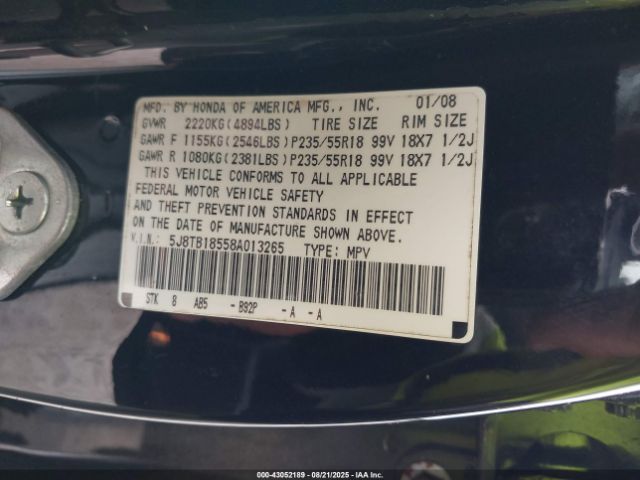 MFD. BY HONDA OF AMERICA MFG., INC. 01/08
GVWR 2220KG(4894LBS) TIRE SIZE RIM SIZE
GAWR F 1155KG(2546LBS)P235/55R18 99V 18X7 1/2J
GAWR R 1080KG(2381LBS)P235/55R18 99V 18X7 1/2J
THIS VEHICLE CONFORMS TO ALL APPLICABLE
FEDERAL MOTOR VEHICLE SAFETY
AND THEFT PREVENTION STANDARDS IN EFFECT
ON THE DATE OF MANUFACTURE SHOWN ABOVE.
V.I.N.: 5J8TB18558A013265 TYPE: MPV
STK 8 AB5 -B92P -A -A
000-43052189 - 08/21/2025 - IAA Inc.